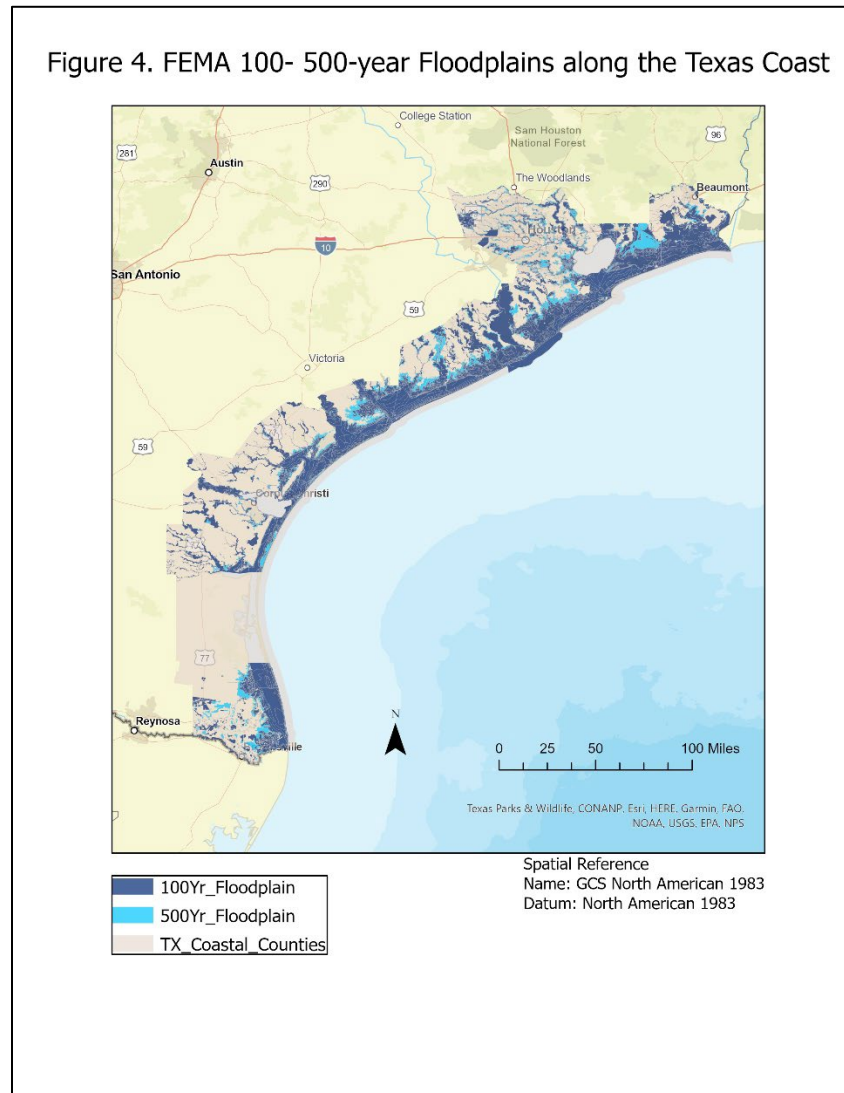 Figure 4. FEMA 100- 500-year Floodplains along the Texas Coast
College Station
Sam Houston
National Forest
96
281
Austin
290
The Woodlands
Beaumont
Houston
10
San Antonio
59
Victoria
59
Corpus Christi
77
Reynosa
N
0 25 50 100 Miles
Texas Parks & Wildlife, CONANP, Esri, HERE, Garmin, FAO,
NOAA, USGS, EPA, NPS
Spatial Reference
Name: GCS North American 1983
Datum: North American 1983
100Yr_Floodplain
500Yr_Floodplain
TX_Coastal_Counties